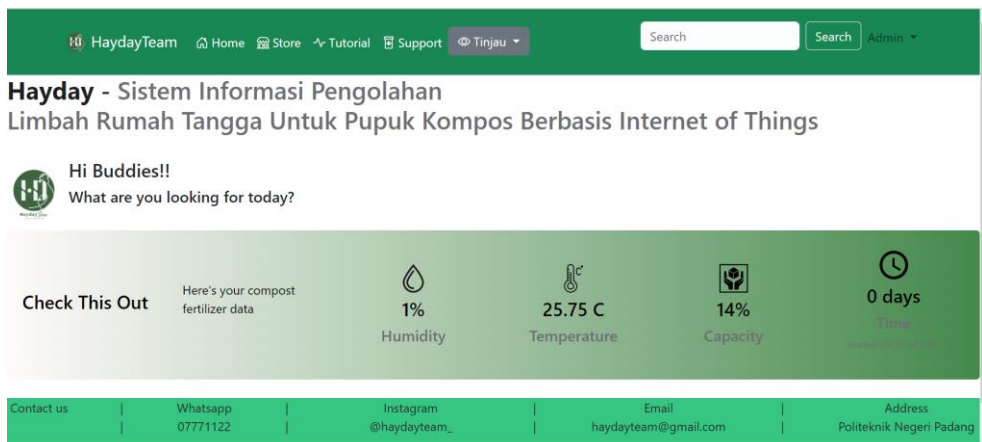 HaydayTeam Home Store Tutorial Support Tinjau Search Search Admin
Hayday - Sistem Informasi Pengolahan
Limbah Rumah Tangga Untuk Pupuk Kompos Berbasis Internet of Things
Hi Buddies!!
What are you looking for today?
Check This Out
Here's your compost
fertilizer data
1%
Humidity
25.75 C
Temperature
14%
Capacity
0 days
Time
Contact us | Whatsapp | Instagram | Email | Address
| 07771122 | @haydayteam_ | haydayteam@gmail.com | Politeknik Negeri Padang